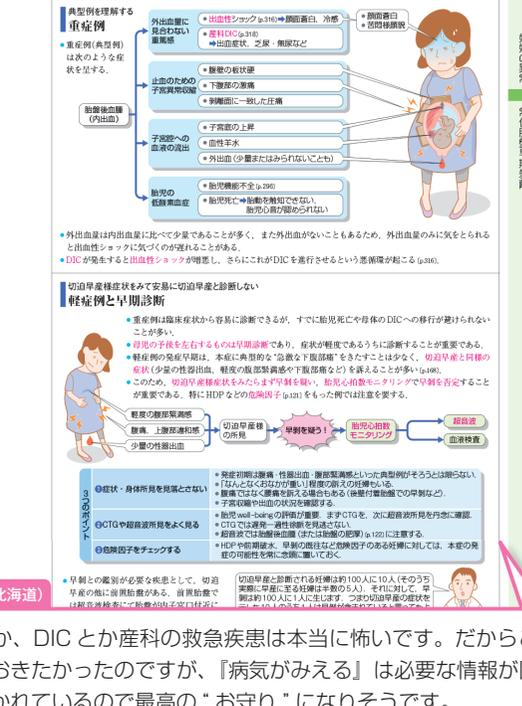 典型例を理解する
重症例
重症例(典型例)
は次のような症
状を呈する.
胎盤後血腫
(内出血)
外出血量に
見合わない
重篤感
出血性ショック(p.316)➡顔面蒼白,冷感
産科DIC(p.318)
➡出血症状,乏尿・無尿など
顔面蒼白
苦悶様顔貌
止血のための
子宮異常収縮
腹壁の板状硬
下腹部の激痛
剝離面に一致した圧痛
子宮腔への
血液の流出
子宮底の上昇
血性羊水
外出血(少量またはみられないことも)
胎児の
低酸素血症
胎児機能不全(p.296)
胎児死亡➡胎動を触知できない,
胎児心音が認められない
外出血量は内出血量に比べて少量であることが多く,また外出血がないこともあるため,外出血量のみに気をとられる
と出血性ショックに気づくのが遅れることがある.
DICが発生すると出血性ショックが増悪し,さらにこれがDICを進行させるという悪循環が起こる(p.316).
切迫早産様症状をみて安易に切迫早産と診断しない
軽症例と早期診断
重症例は臨床症状から容易に診断できるが,すでに胎児死亡や母体のDICへの移行が避けられない
ことが多い.
母児の予後を左右するものは早期診断であり,症状が軽度であるうちに診断することが重要である.
軽症例の発症早期は,本症に典型的な“急激な下腹部痛”をきたすことは少なく,切迫早産と同様の
症状(少量の性器出血,軽度の腹部緊満感や下腹部痛など)を訴えることが多い(p.168).
このため,切迫早産様症状をみたらまず早剝を疑い,胎児心拍数モニタリングで早剝を否定すること
が重要である.特にHDPなどの危険因子(p.121)をもった例では注意を要する.
軽度の腹部緊満感
腹痛,上腹部違和感
少量の性器出血
切迫早産様
の所見
早剝を疑う!
胎児心拍数
モニタリング
超音波
血液検査
3つのポイント
❶症状・身体所見を見落とさない
発症初期は腹痛・性器出血・腹部緊満感といった典型例がそろうとは限らない.
「なんとなくおなかが重い」程度の訴えの妊婦もいる.
腹痛ではなく腰痛を訴える場合もある(後壁付着胎盤での早剝など).
子宮収縮や出血の状況を確認する.
❷CTGや超音波所見をよく見る
胎児well-beingの評価が重要.まずCTGを,次に超音波所見を丹念に確認.
CTGでは遅発一過性徐脈を見逃さない.
超音波では胎盤後血腫(または胎盤の肥厚)(p.122)に注意する.
❸危険因子をチェックする
HDPや前期破水,早剝の既往など危険因子のある妊婦に対しては,本症の発
症の可能性を常に念頭に置いておく.
早剝との鑑別が必要な疾患として,切迫
早産の他に前置胎盤がある.前置胎盤で
切迫早産と診断される妊婦は約100人に10人(そのうち
実際に早産に至る妊婦は半数の5人).それに対して,早
剝は約100人に1人に生じます.つまり切迫早産の症状を
北海道)
か、DICとか産科の救急疾患は本当に怖いです。だから
おきたかったのですが、『病気がみえる』は必要な情報が
かれているので最高の“お守り”になりそうです。